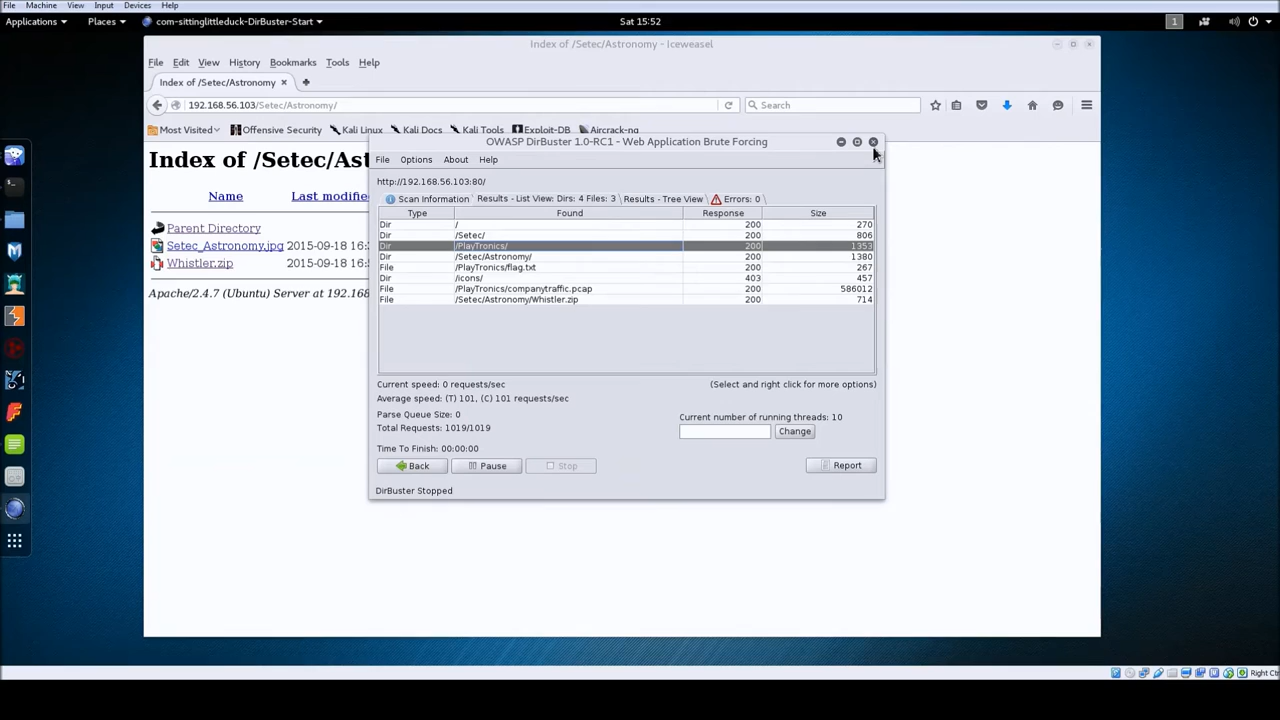 File Machine View Input Devices Help
Applications Places com-sittinglittleduck-DirBuster-Start Sat 15:52 1
Index of /Setec/Astronomy - Iceweasel
File Edit View History Bookmarks Tools Help
Index of /Setec/Astronomy
192.168.56.103/Setec/Astronomy/ Search
Most Visited Offensive Security Kali Linux Kali Docs Kali Tools Exploit-DB Aircrack-ng
Index of /Setec/Ast
Name Last modifie
Parent Directory
Setec_Astronomy.jpg 2015-09-18 16:2
Whistler.zip 2015-09-18 16:2
Apache/2.4.7 (Ubuntu) Server at 192.168
OWASP DirBuster 1.0-RC1 - Web Application Brute Forcing
File Options About Help
http://192.168.56.103:80/
Scan Information Results - List View: Dirs: 4 Files: 3 Results - Tree View Errors: 0
Type Found Response Size
Dir / 200 270
Dir /Setec/ 200 806
Dir /PlayTronics/ 200 1353
Dir /Setec/Astronomy/ 200 1380
File /PlayTronics/flag.txt 200 267
Dir /icons/ 403 457
File /PlayTronics/companytraffic.pcap 200 586012
File /Setec/Astronomy/Whistler.zip 200 714
Current speed: 0 requests/sec (Select and right click for more options)
Average speed: (T) 101, (C) 101 requests/sec
Parse Queue Size: 0
Total Requests: 1019/1019
Current number of running threads: 10
Change
Time To Finish: 00:00:00
Back Pause Stop Report
DirBuster Stopped
Right Ct